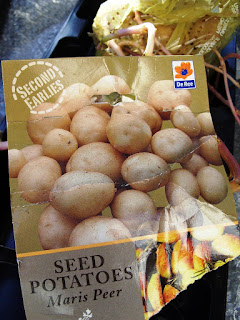 SECOND
EARLIES
De Ree
SEED
POTATOES
Maris Peer